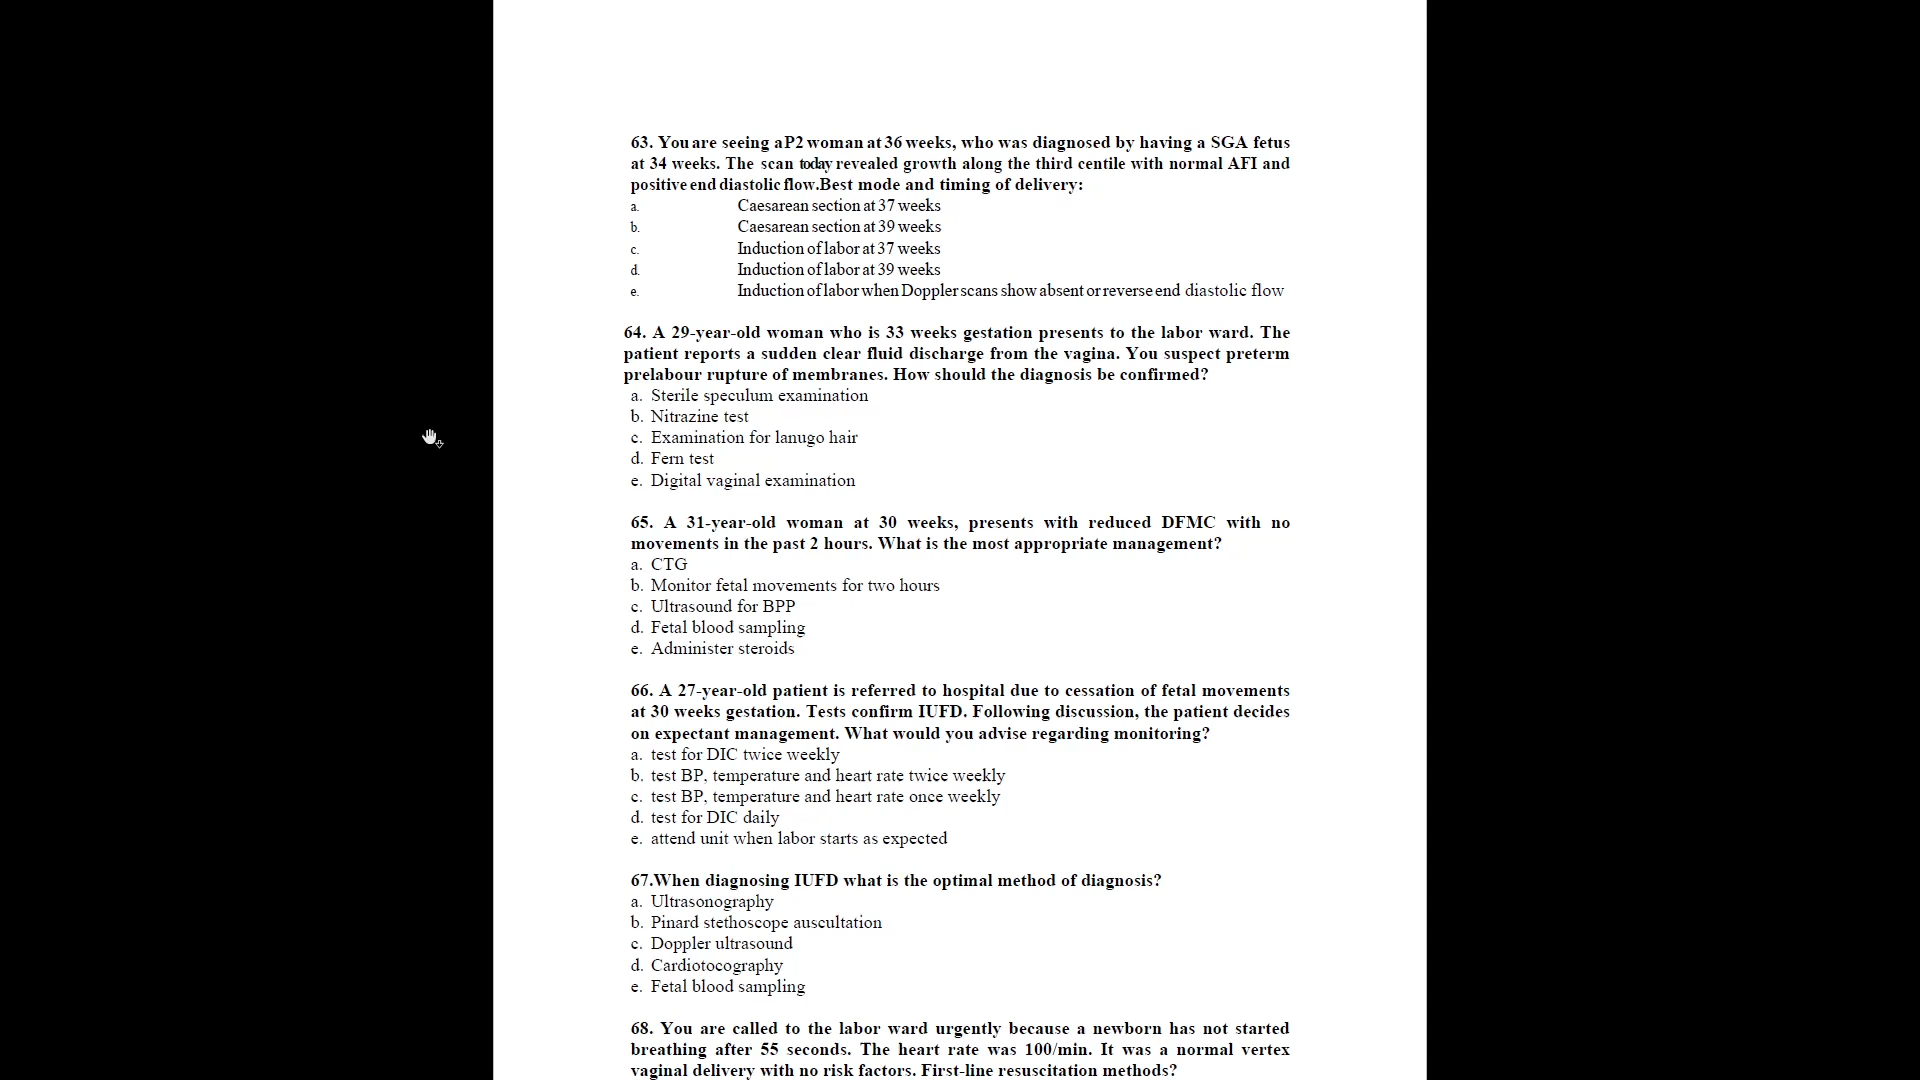 63. You are seeing a P2 woman at 36 weeks, who was diagnosed by having a SGA fetus
at 34 weeks. The scan today revealed growth along the third centile with normal AFI and
positive end diastolic flow.Best mode and timing of delivery:
a. Caesarean section at 37 weeks
b. Caesarean section at 39 weeks
c. Induction of labor at 37 weeks
d. Induction of labor at 39 weeks
e. Induction of labor when Doppler scans show absent or reverse end diastolic flow
64. A 29-year-old woman who is 33 weeks gestation presents to the labor ward. The
patient reports a sudden clear fluid discharge from the vagina. You suspect preterm
prelabour rupture of membranes. How should the diagnosis be confirmed?
a. Sterile speculum examination
b. Nitrazine test
c. Examination for lanugo hair
d. Fern test
e. Digital vaginal examination
65. A 31-year-old woman at 30 weeks, presents with reduced DFMC with no
movements in the past 2 hours. What is the most appropriate management?
a. CTG
b. Monitor fetal movements for two hours
c. Ultrasound for BPP
d. Fetal blood sampling
e. Administer steroids
66. A 27-year-old patient is referred to hospital due to cessation of fetal movements
at 30 weeks gestation. Tests confirm IUFD. Following discussion, the patient decides
on expectant management. What would you advise regarding monitoring?
a. test for DIC twice weekly
b. test BP, temperature and heart rate twice weekly
c. test BP, temperature and heart rate once weekly
d. test for DIC daily
e. attend unit when labor starts as expected
67.When diagnosing IUFD what is the optimal method of diagnosis?
a. Ultrasonography
b. Pinard stethoscope auscultation
c. Doppler ultrasound
d. Cardiotocography
e. Fetal blood sampling
68. You are called to the labor ward urgently because a newborn has not started
breathing after 55 seconds. The heart rate was 100/min. It was a normal vertex
vaginal delivery with no risk factors. First-line resuscitation methods?